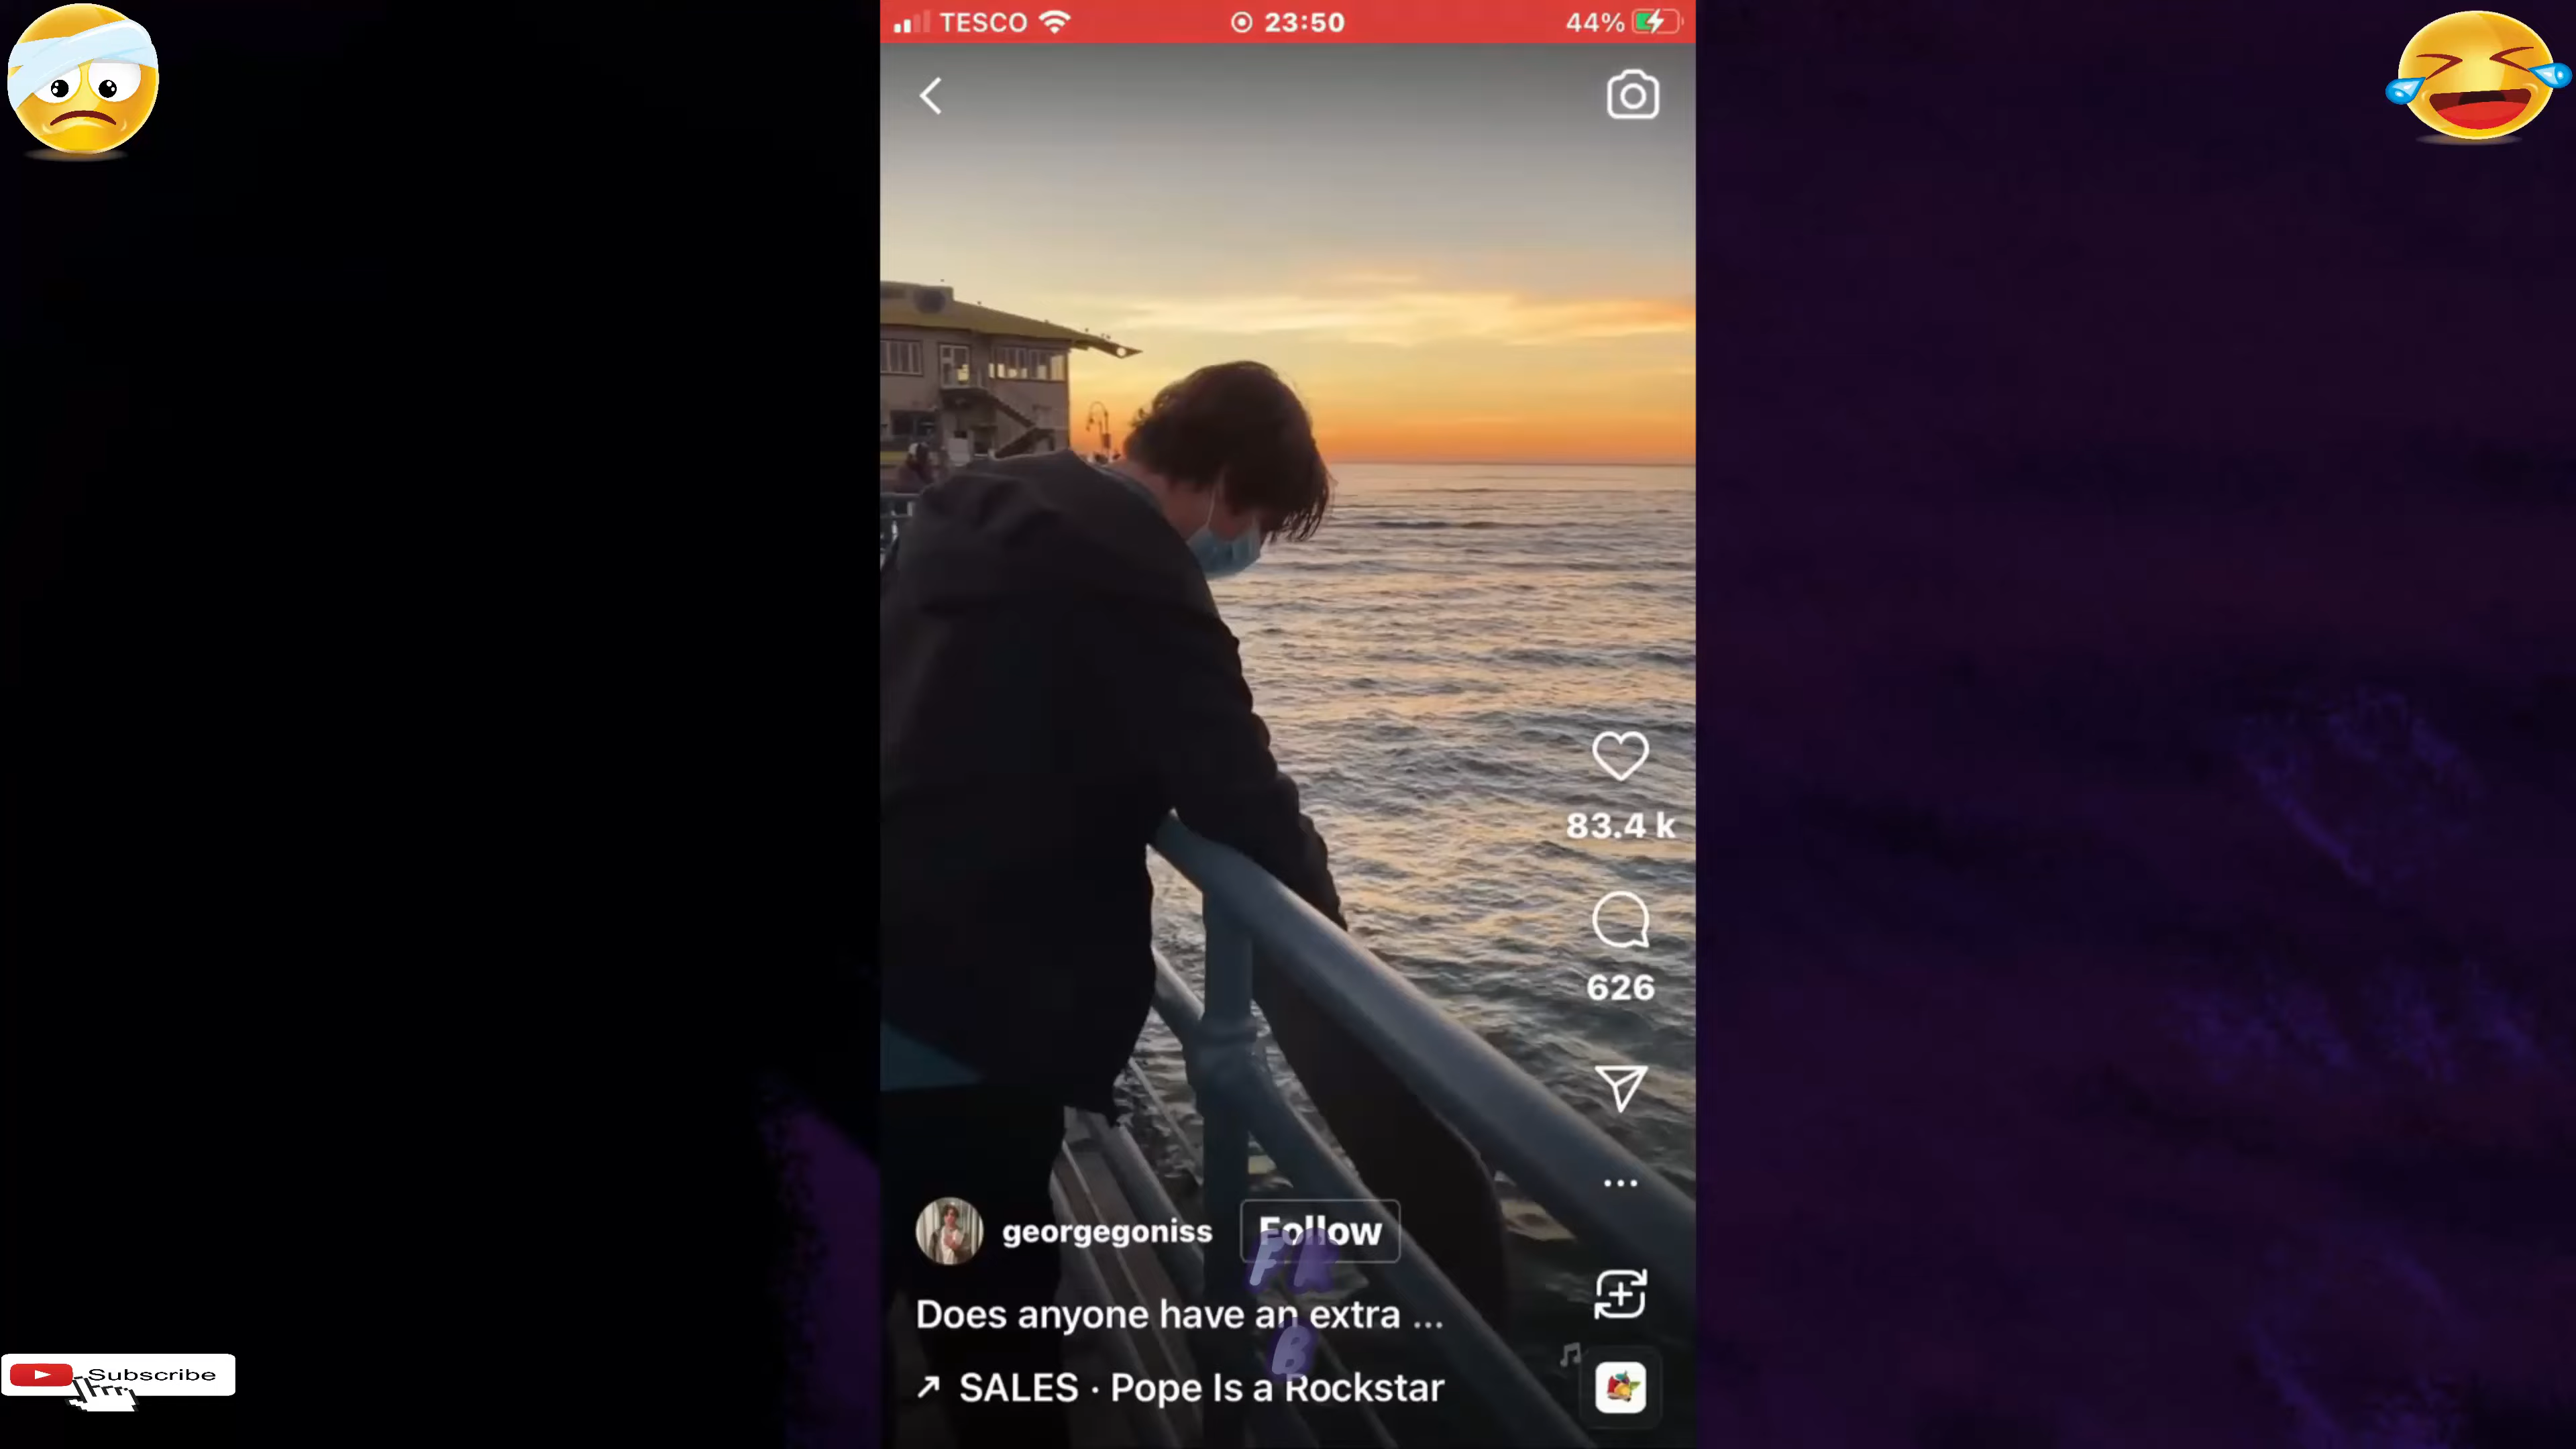 TESCO 23:50 44%
83.4 k
626
georgegoniss Follow
Does anyone have an extra ...
SALES · Pope Is a Rockstar
F
B
Subscribe